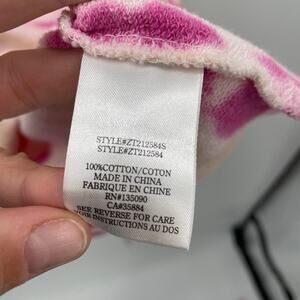 STYLE#ZT212584S
STYLE#ZT212584
100%COTTON/COTON
MADE IN CHINA
FABRIQUE EN CHINE
RN#135090
CA#35884
SEE REVERSE FOR CARE
VOIR INSTRUCTIONS AU DOS